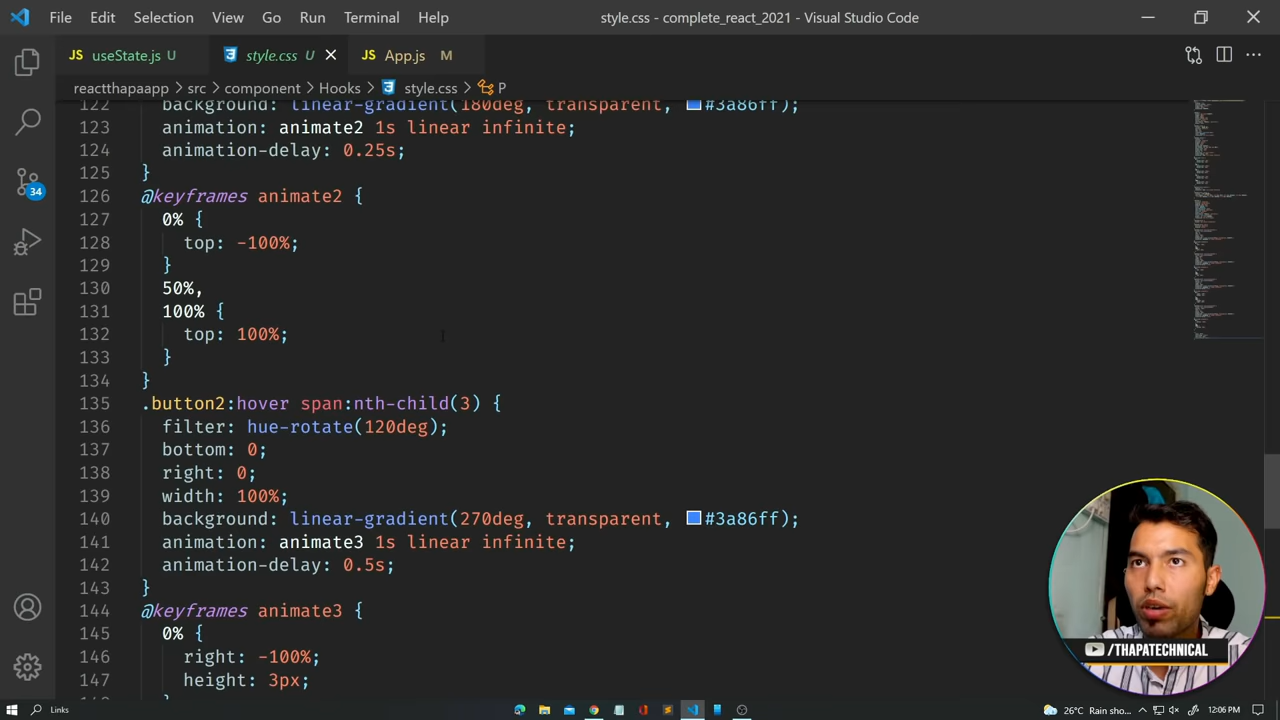 File Edit Selection View Go Run Terminal Help style.css - complete_react_2021 - Visual Studio Code
JS useState.js U style.css U JS App.js M
reactthapaapp > src > component > Hooks > style.css > P
122 background: linear-gradient(180deg, transparent, #3a86ff);
123 animation: animate2 1s linear infinite;
124 animation-delay: 0.25s;
125 }
126 @keyframes animate2 {
127 0% {
128 top: -100%;
129 }
130 50%,
131 100% {
132 top: 100%;
133 }
134 }
135 .button2:hover span:nth-child(3) {
136 filter: hue-rotate(120deg);
137 bottom: 0;
138 right: 0;
139 width: 100%;
140 background: linear-gradient(270deg, transparent, #3a86ff);
141 animation: animate3 1s linear infinite;
142 animation-delay: 0.5s;
143 }
144 @keyframes animate3 {
145 0% {
146 right: -100%;
147 height: 3px;
34
/THAPATECHNICAL
Links 26°C Rain sho... 12:06 PM